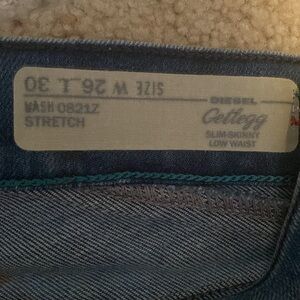 SIZE W 26 L 30
WASH 0821Z
STRETCH
DIESEL
Getlegg
SLIM-SKINNY
LOW WAIST